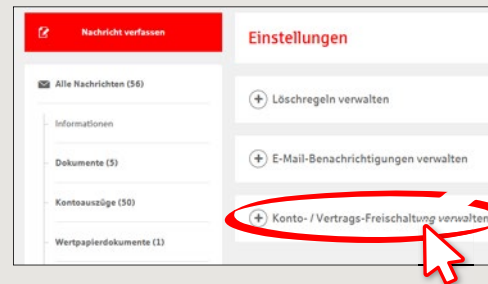 Nachricht verfassen
Alle Nachrichten (56)
Informationen
Dokumente (5)
Kontoauszüge (50)
Wertpapierdokumente (1)
Einstellungen
Löschregeln verwalten
E-Mail-Benachrichtigungen verwalten
Konto- / Vertrags-Freischaltung verwalten